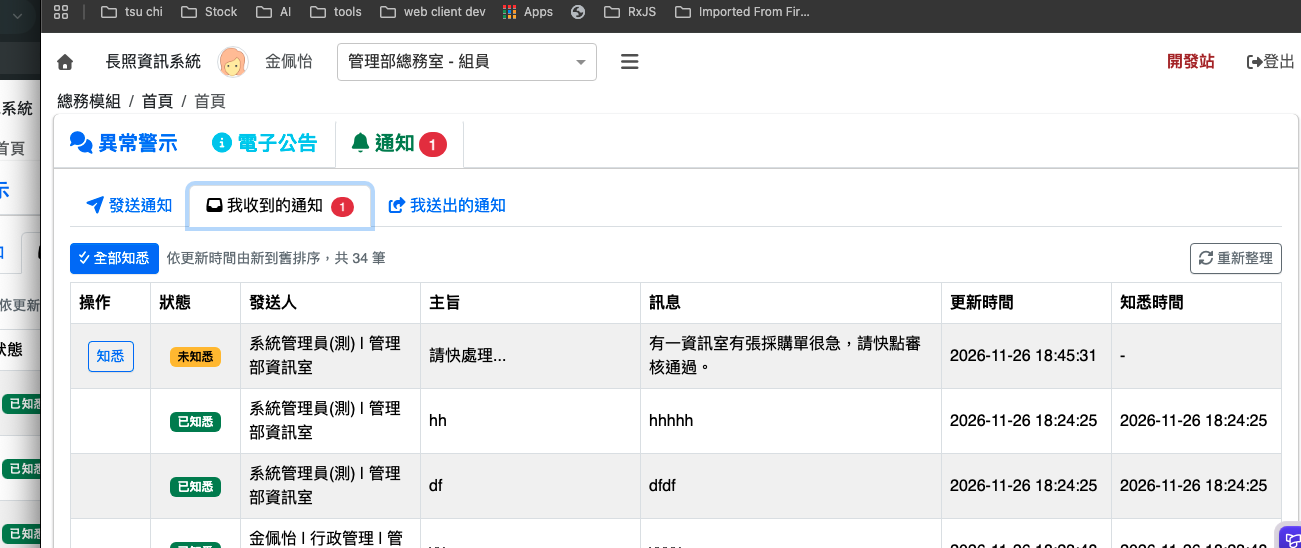 tsu chi
Stock
AI
tools
web client dev
Apps
RxJS
Imported From Fir...
長照資訊系統
金佩怡
管理部總務室 - 組員
開發站
登出
系統
總務模組 / 首頁 / 首頁
首頁
異常警示
電子公告
通知 1
示
發送通知
我收到的通知 1
我送出的通知
全部知悉
依更新時間由新到舊排序，共 34 筆
重新整理
依更新
操作
狀態
發送人
主旨
訊息
更新時間
知悉時間
知悉
未知悉
系統管理員(測) | 管理
部資訊室
請快處理...
有一資訊室有張採購單很急，請快點審
核通過。
2026-11-26 18:45:31
-
已知悉
已知悉
系統管理員(測) | 管理
部資訊室
hh
hhhhh
2026-11-26 18:24:25
2026-11-26 18:24:25
已知悉
已知悉
系統管理員(測) | 管理
部資訊室
df
dfdf
2026-11-26 18:24:25
2026-11-26 18:24:25
已知悉
金佩怡 | 行政管理 | 管